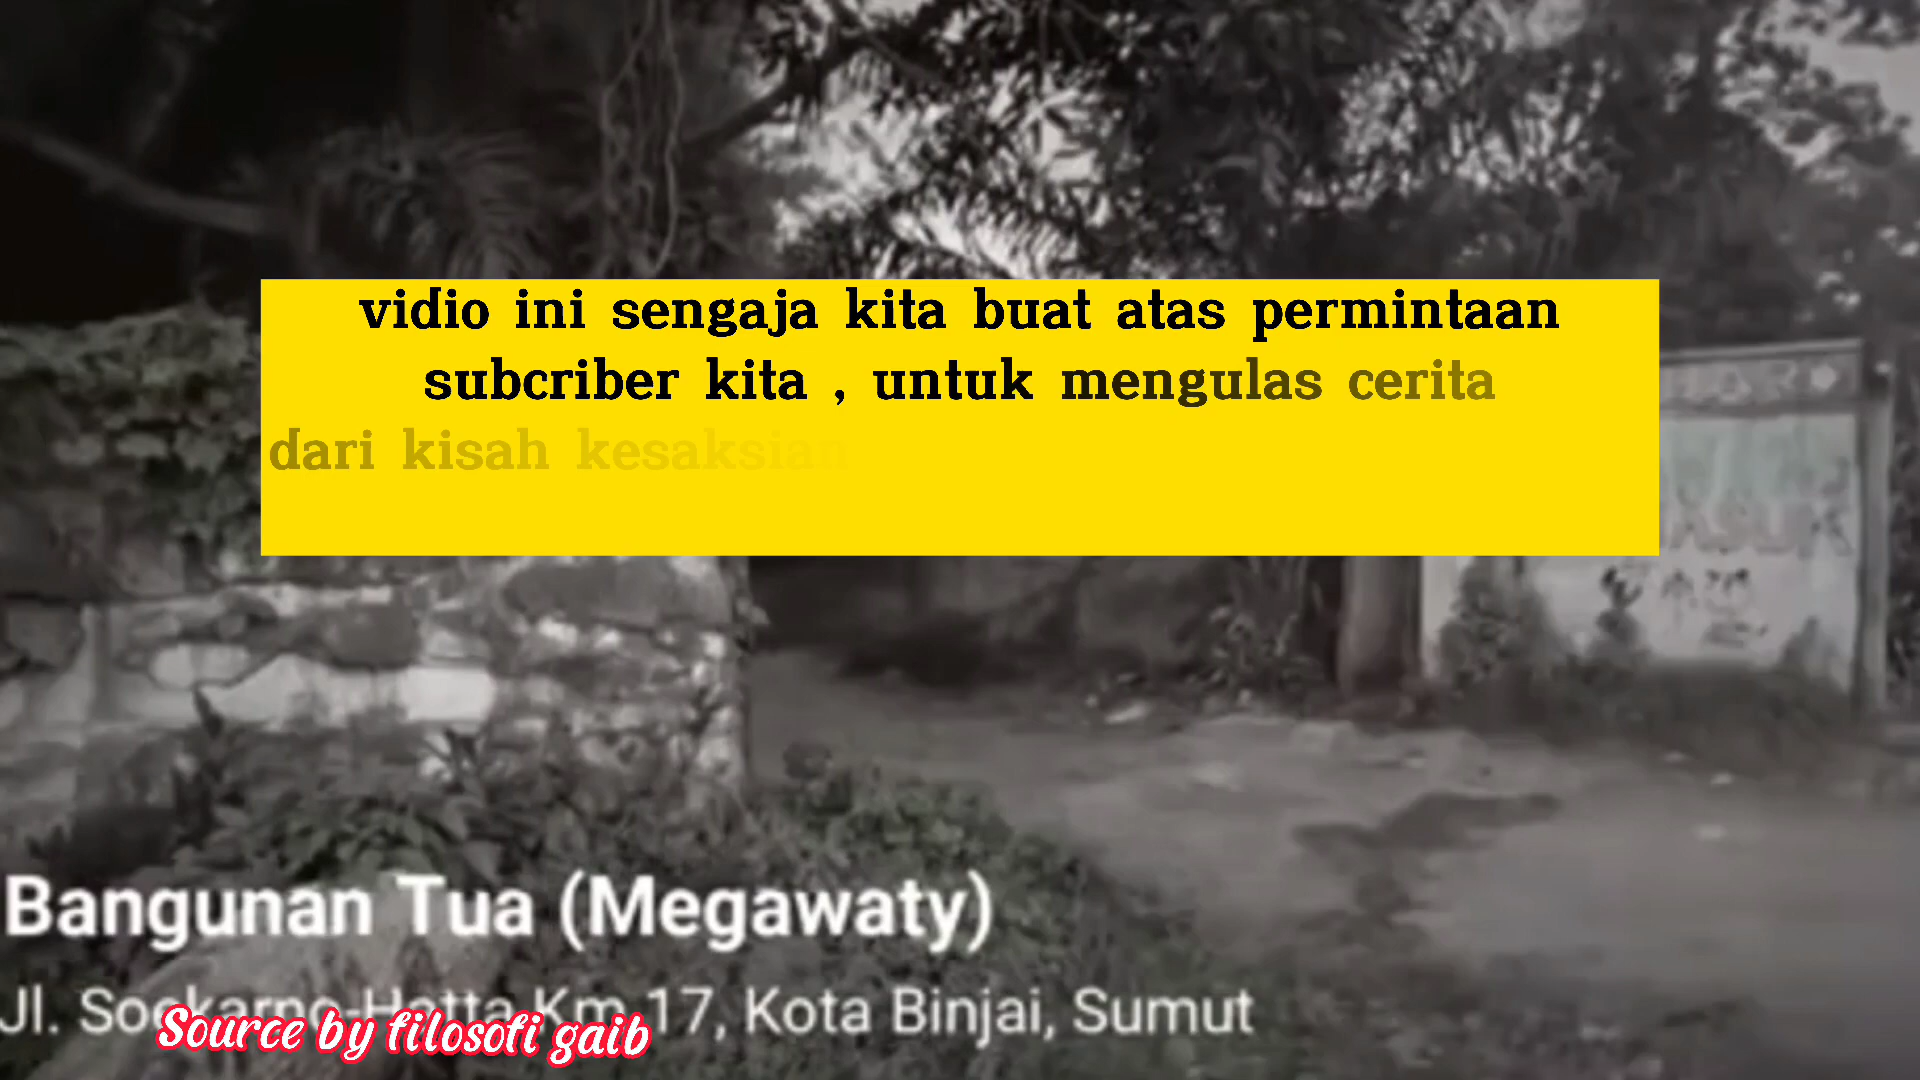 vidio ini sengaja kita buat atas permintaan
subcriber kita , untuk mengulas cerita
dari kisah kesaksian
Bangunan Tua (Megawaty)
Jl. Soekarno-Hatta Km 17, Kota Binjai, Sumut
Source by filosofi gaib